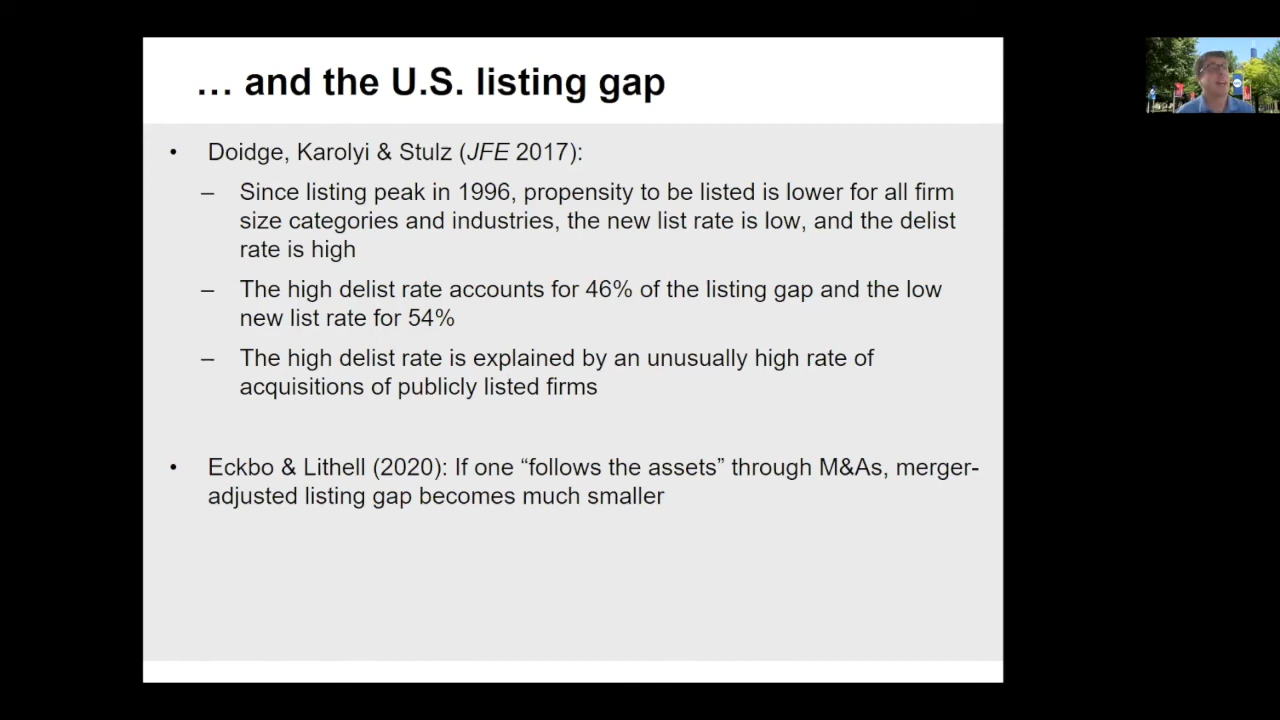 … and the U.S. listing gap
• Doidge, Karolyi & Stulz (JFE 2017):
– Since listing peak in 1996, propensity to be listed is lower for all firm
size categories and industries, the new list rate is low, and the delist
rate is high
– The high delist rate accounts for 46% of the listing gap and the low
new list rate for 54%
– The high delist rate is explained by an unusually high rate of
acquisitions of publicly listed firms
• Eckbo & Lithell (2020): If one “follows the assets” through M&As, merger-
adjusted listing gap becomes much smaller